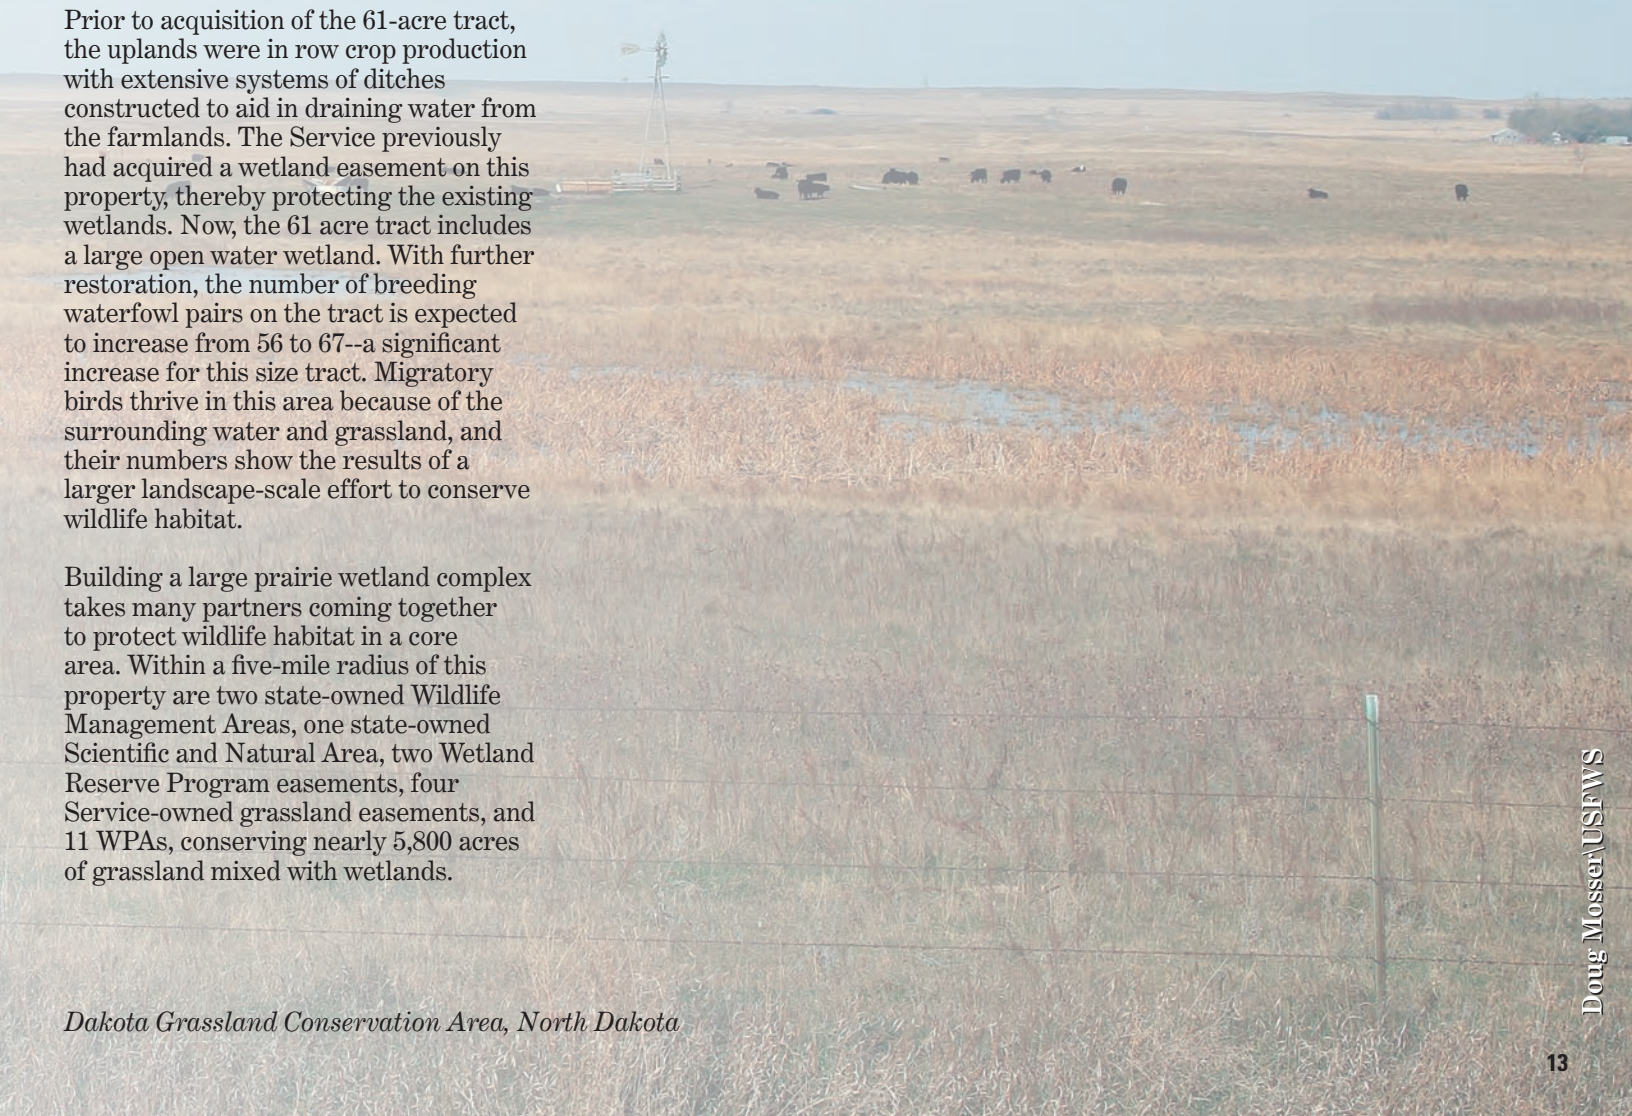 Prior to acquisition of the 61-acre tract,
the uplands were in row crop production
with extensive systems of ditches
constructed to aid in draining water from
the farmlands. The Service previously
had acquired a wetland easement on this
property, thereby protecting the existing
wetlands. Now, the 61 acre tract includes
a large open water wetland. With further
restoration, the number of breeding
waterfowl pairs on the tract is expected
to increase from 56 to 67--a significant
increase for this size tract. Migratory
birds thrive in this area because of the
surrounding water and grassland, and
their numbers show the results of a
larger landscape-scale effort to conserve
wildlife habitat.
Building a large prairie wetland complex
takes many partners coming together
to protect wildlife habitat in a core
area. Within a five-mile radius of this
property are two state-owned Wildlife
Management Areas, one state-owned
Scientific and Natural Area, two Wetland
Reserve Program easements, four
Service-owned grassland easements, and
11 WPAs, conserving nearly 5,800 acres
of grassland mixed with wetlands.
Dakota Grassland Conservation Area, North Dakota
Doug Mosser\USFWS
13